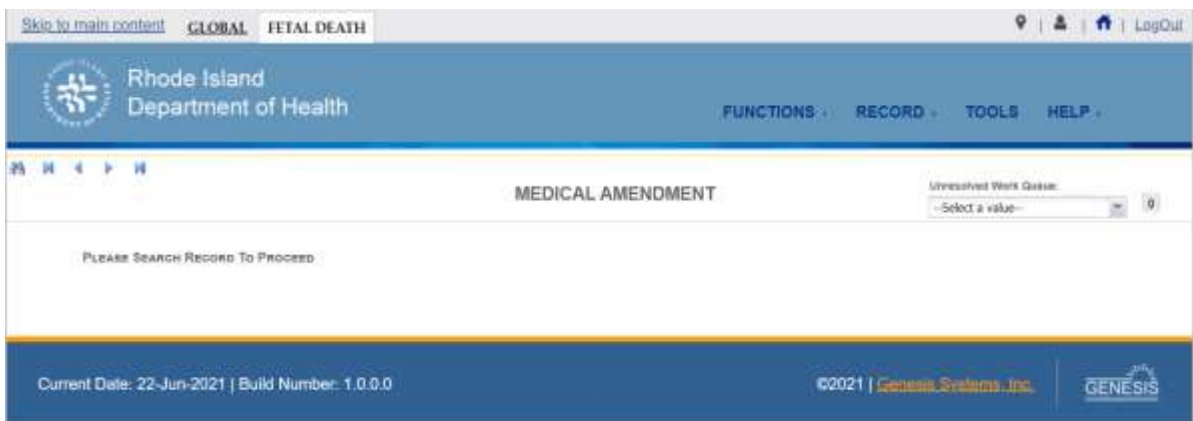 Skip to main content GLOBAL FETAL DEATH | | | LogOut
Rhode Island
Department of Health
FUNCTIONS RECORD TOOLS HELP
MEDICAL AMENDMENT
Unresolved Work Queue:
--Select a value-- 0
PLEASE SEARCH RECORD TO PROCEED
Current Date: 22-Jun-2021 | Build Number: 1.0.0.0 ©2021 | Genesis Systems, Inc. GENESIS